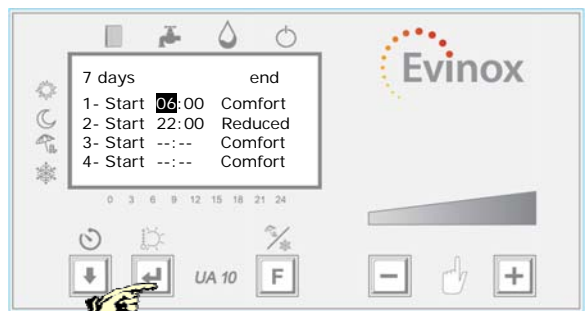 Evinox
7 days end
1- Start 06:00 Comfort
2- Start 22:00 Reduced
3- Start --:-- Comfort
4- Start --:-- Comfort
0 3 6 9 12 15 18 21 24
UA 10 F - +